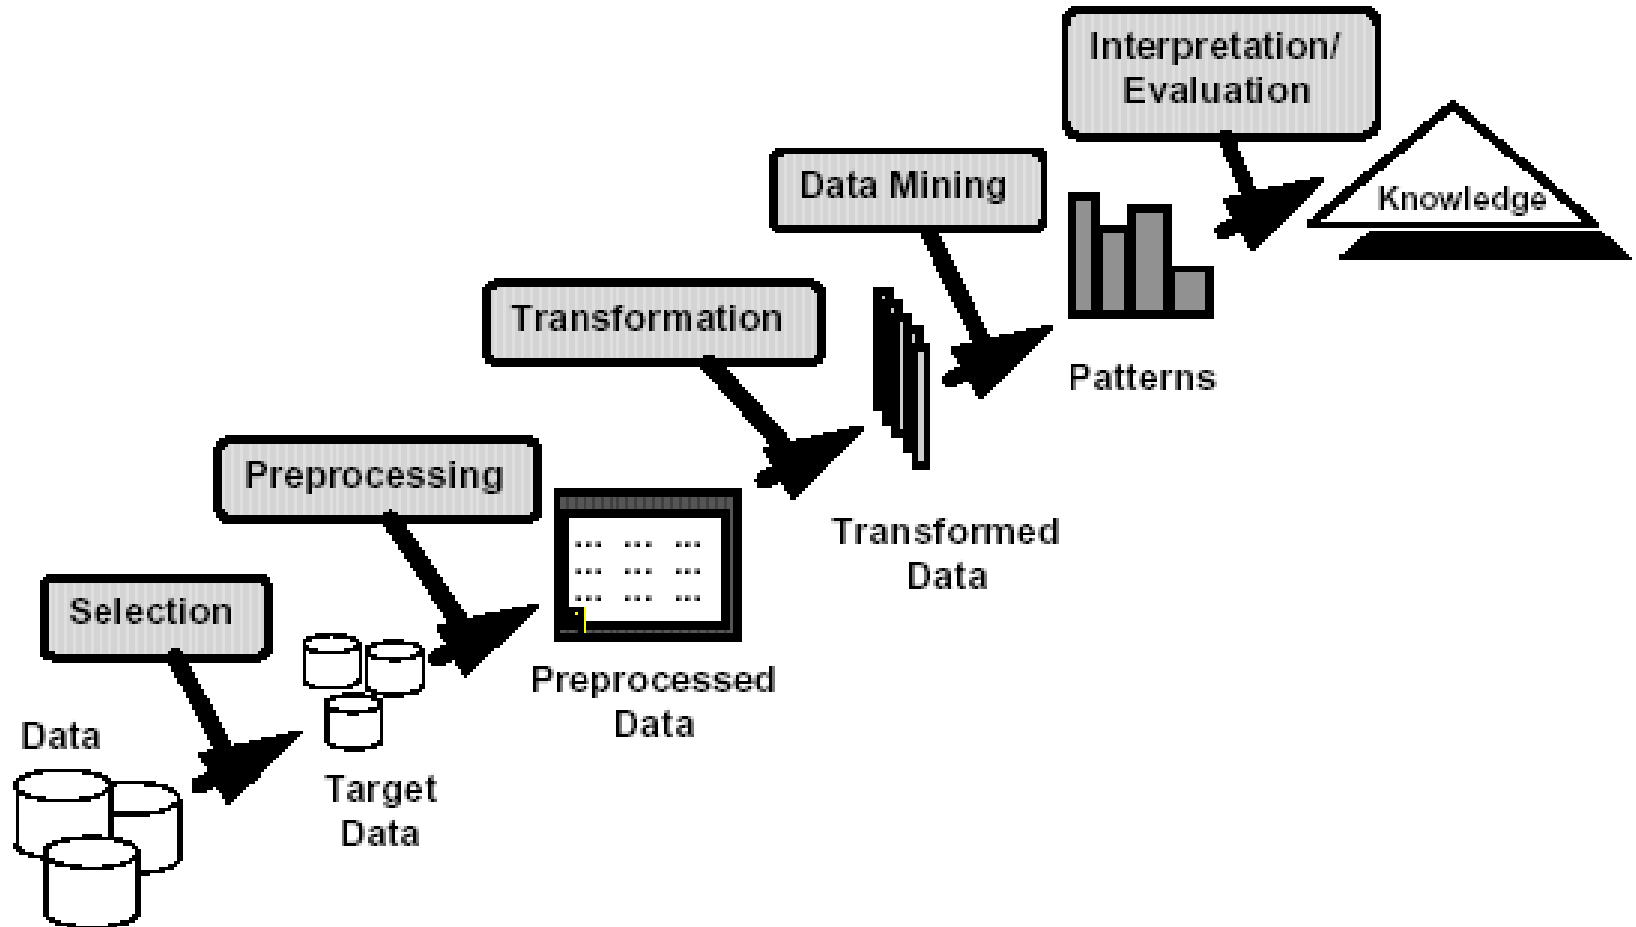 Interpretation/
Evaluation
Knowledge
Data Mining
Patterns
Transformation
Transformed
Data
Preprocessing
Preprocessed
Data
Selection
Target
Data
Data